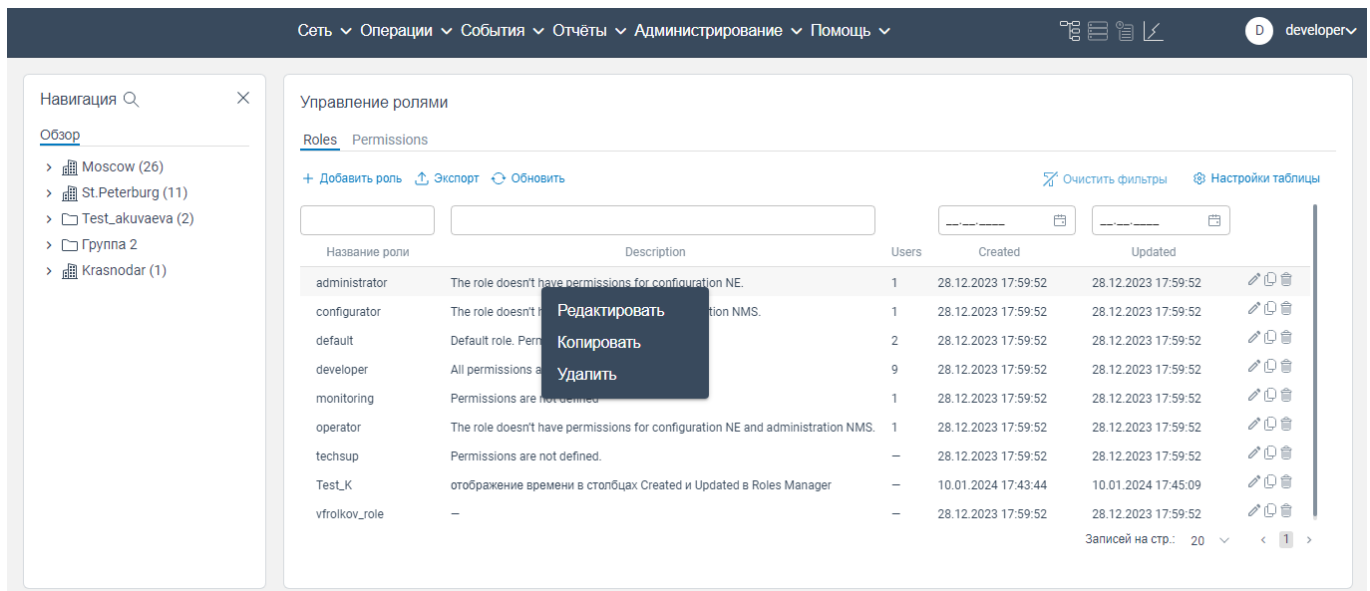 Сеть Операции События Отчёты Администрирование Помощь D developer
Навигация
Обзор
Moscow (26)
St.Peterburg (11)
Test_akuvaeva (2)
Группа 2
Krasnodar (1)
Управление ролями
Roles Permissions
+ Добавить роль Экспорт Обновить Очистить фильтры Настройки таблицы
__.__.____ __.__.____
Название роли Description Users Created Updated
administrator The role doesn't have permissions for configuration NE. 1 28.12.2023 17:59:52 28.12.2023 17:59:52
configurator The role doesn't tion NMS. 1 28.12.2023 17:59:52 28.12.2023 17:59:52
default Default role. 2 28.12.2023 17:59:52 28.12.2023 17:59:52
developer All permissions 9 28.12.2023 17:59:52 28.12.2023 17:59:52
monitoring Permissions are not defined 1 28.12.2023 17:59:52 28.12.2023 17:59:52
operator The role doesn't have permissions for configuration NE and administration NMS. 1 28.12.2023 17:59:52 28.12.2023 17:59:52
techsup Permissions are not defined. – 28.12.2023 17:59:52 28.12.2023 17:59:52
Test_K отображение времени в столбцах Created и Updated в Roles Manager – 10.01.2024 17:43:44 10.01.2024 17:45:09
vfrolkov_role – – 28.12.2023 17:59:52 28.12.2023 17:59:52
Редактировать
Копировать
Удалить
Записей на стр.: 20 < 1 >